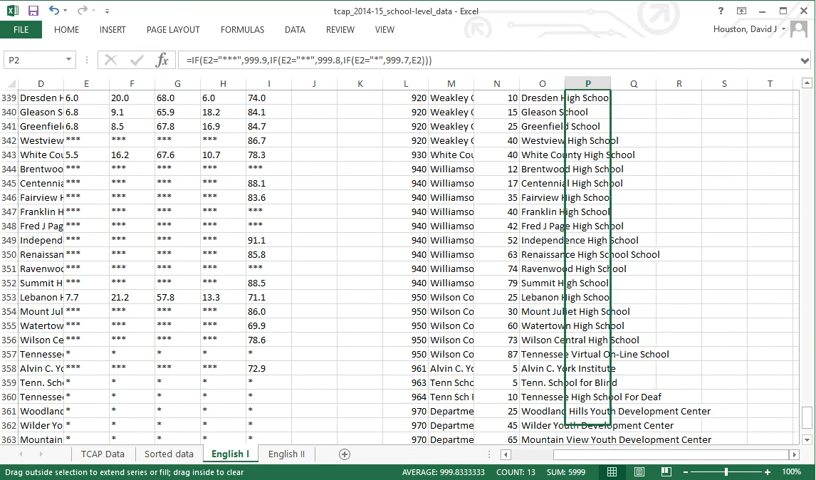 tcap_2014-15_school-level_data - Excel
FILE HOME INSERT PAGE LAYOUT FORMULAS DATA REVIEW VIEW Houston, David J
P2 fx =IF(E2="***",999.9,IF(E2="**",999.8,IF(E2="*",999.7,E2)))
D E F G H I J K L M N O P Q R S T
339 Dresden H 6.0 20.0 68.0 6.0 74.0 920 Weakley C 10 Dresden High School
340 Gleason S 6.8 9.1 65.9 18.2 84.1 920 Weakley C 15 Gleason School
341 Greenfield 6.8 8.5 67.8 16.9 84.7 920 Weakley C 25 Greenfield School
342 Westview *** *** *** *** 86.7 920 Weakley C 40 Westview High School
343 White Cou 5.5 16.2 67.6 10.7 78.3 930 White Cou 40 White County High School
344 Brentwoo *** *** *** *** *** 940 Williamso 12 Brentwood High School
345 Centennia *** *** *** *** 88.1 940 Williamso 17 Centennial High School
346 Fairview H *** *** *** *** 83.6 940 Williamso 35 Fairview High School
347 Franklin H *** *** *** *** *** 940 Williamso 40 Franklin High School
348 Fred J Pag *** *** *** *** *** 940 Williamso 42 Fred J Page High School
349 Independ *** *** *** *** 91.1 940 Williamso 52 Independence High School
350 Renaissan *** *** *** *** 85.8 940 Williamso 63 Renaissance High School School
351 Ravenwoo *** *** *** *** *** 940 Williamso 74 Ravenwood High School
352 Summit H *** *** *** *** 88.5 940 Williamso 79 Summit High School
353 Lebanon H 7.7 21.2 57.8 13.3 71.1 950 Wilson Co 25 Lebanon High School
354 Mount Jul *** *** *** *** 86.0 950 Wilson Co 30 Mount Juliet High School
355 Watertow *** *** *** *** 69.9 950 Wilson Co 60 Watertown High School
356 Wilson Ce *** *** *** *** 78.6 950 Wilson Co 73 Wilson Central High School
357 Tennessee * * * * * 950 Wilson Co 87 Tennessee Virtual On-Line School
358 Alvin C. Yo *** *** *** *** 72.9 961 Alvin C. Yo 5 Alvin C. York Institute
359 Tenn. Scho * * * * * 963 Tenn Scho 5 Tenn. School for Blind
360 Tennessee * * * * * 964 Tenn Sch F 10 Tennessee High School For Deaf
361 Woodland * * * * * 970 Departme 25 Woodland Hills Youth Development Center
362 Wilder Yo * * * * * 970 Departme 45 Wilder Youth Development Center
363 Mountain * * * * * 970 Departme 65 Mountain View Youth Development Center
TCAP Data Sorted data English I English II
Drag outside selection to extend series or fill; drag inside to clear AVERAGE: 999.8333333 COUNT: 13 SUM: 5999 100%